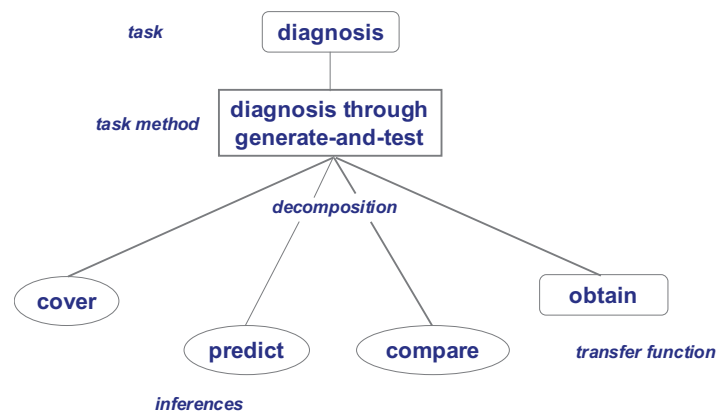 task
diagnosis
task method
diagnosis through
generate-and-test
decomposition
cover
obtain
predict
compare
transfer function
inferences